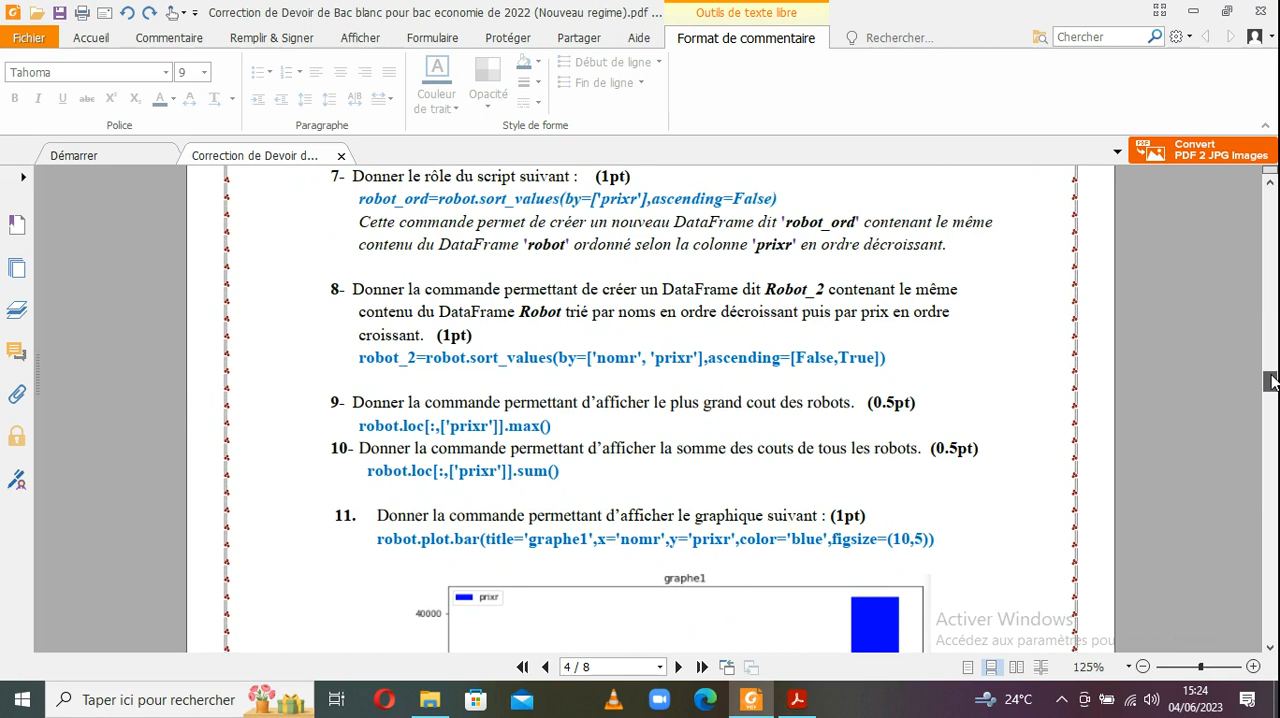 Correction de Devoir de Bac blanc pour bac economie de 2022 (Nouveau regime).pdf ...
Outils de texte libre
Fichier Accueil Commentaire Remplir & Signer Afficher Formulaire Protéger Partager Aide Format de commentaire Rechercher... Chercher
Tahoma 9
Début de ligne
Fin de ligne
Couleur de trait
Opacité
Police Paragraphe Style de forme
Démarrer Correction de Devoir d... Convert
PDF 2 JPG Images
7- Donner le rôle du script suivant : (1pt)
robot_ord=robot.sort_values(by=['prixr'],ascending=False)
Cette commande permet de créer un nouveau DataFrame dit 'robot_ord' contenant le même
contenu du DataFrame 'robot' ordonné selon la colonne 'prixr' en ordre décroissant.
8- Donner la commande permettant de créer un DataFrame dit Robot_2 contenant le même
contenu du DataFrame Robot trié par noms en ordre décroissant puis par prix en ordre
croissant. (1pt)
robot_2=robot.sort_values(by=['nomr', 'prixr'],ascending=[False,True])
9- Donner la commande permettant d'afficher le plus grand cout des robots. (0.5pt)
robot.loc[:,['prixr']].max()
10- Donner la commande permettant d'afficher la somme des couts de tous les robots. (0.5pt)
robot.loc[:,['prixr']].sum()
11. Donner la commande permettant d'afficher le graphique suivant : (1pt)
robot.plot.bar(title='graphe1',x='nomr',y='prixr',color='blue',figsize=(10,5))
graphe1
prixr
40000
Activer Windows
Accédez aux paramètres pou
4 / 8 125%
Taper ici pour rechercher 24°C 15:24
04/06/2023